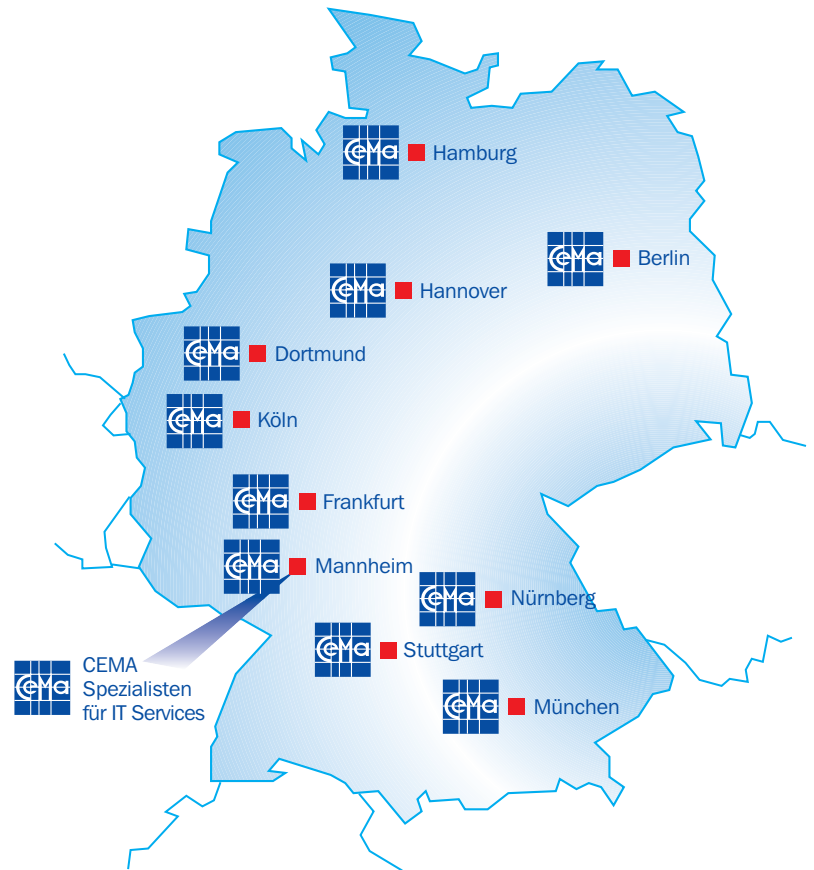 CeMa Hamburg
CeMa Berlin
CeMa Hannover
CeMa Dortmund
CeMa Köln
CeMa Frankfurt
CeMa Mannheim
CeMa Nürnberg
CeMa Stuttgart
CeMa
CEMA
Spezialisten
für IT Services
CeMa München